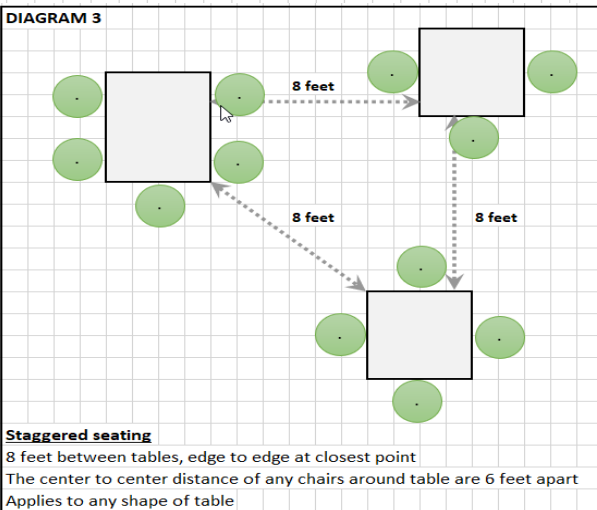 DIAGRAM 3
8 feet
8 feet
8 feet
Staggered seating
8 feet between tables, edge to edge at closest point
The center to center distance of any chairs around table are 6 feet apart
Applies to any shape of table